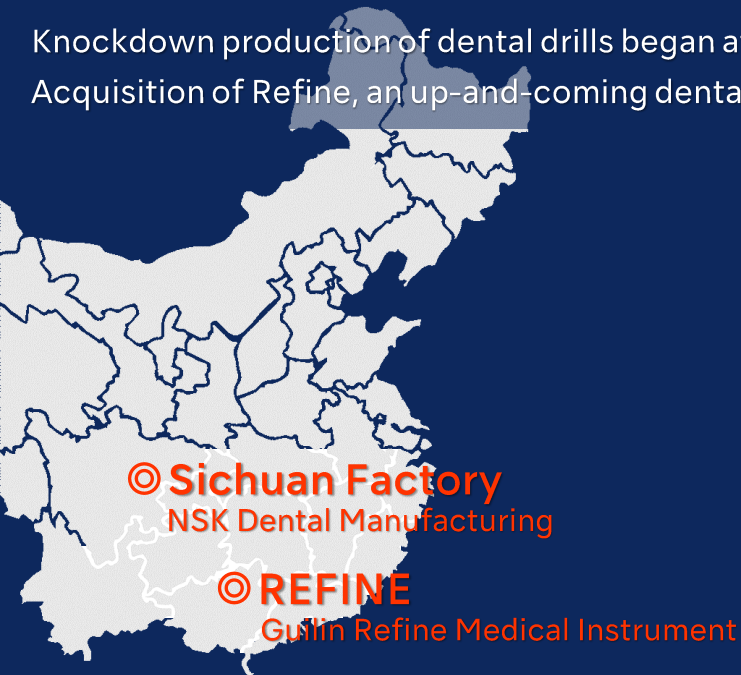 Knockdown production of dental drills began a
Acquisition of Refine, an up-and-coming denta
Sichuan Factory
NSK Dental Manufacturing
REFINE
Guilin Refine Medical Instrument